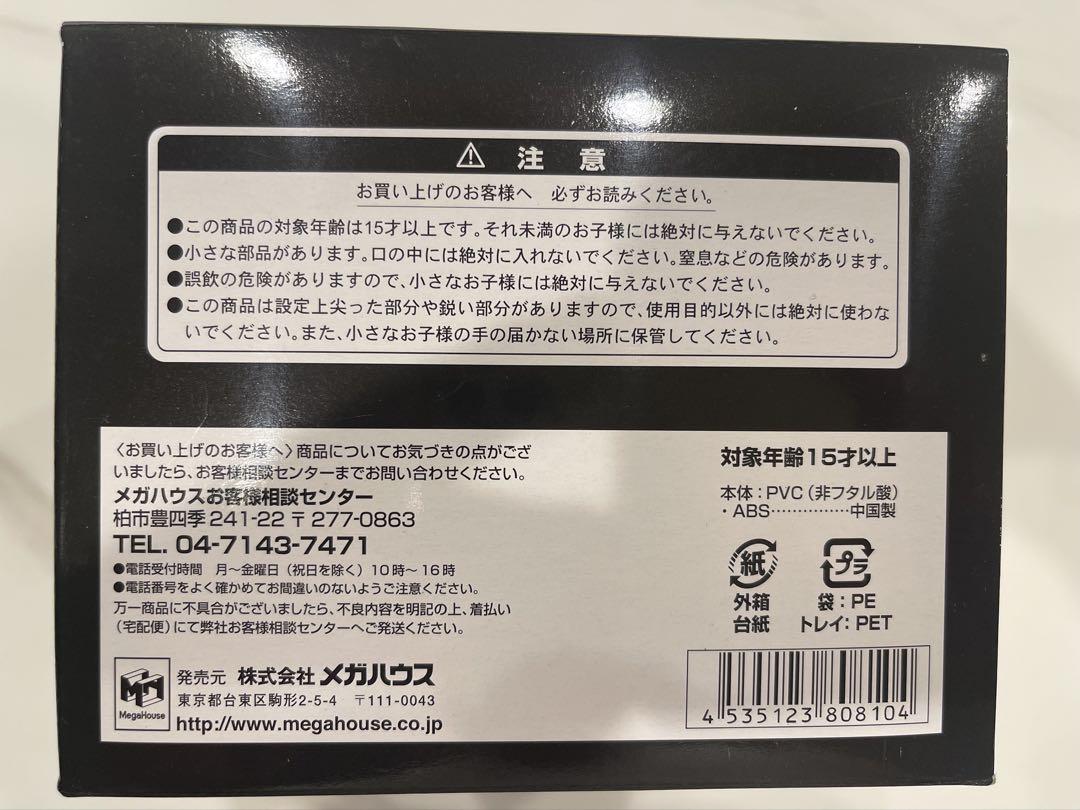 ⚠ 注 意
お買い上げのお客様へ 必ずお読みください。
●この商品の対象年齢は15才以上です。それ未満のお子様には絶対に与えないでください。
●小さな部品があります。口の中には絶対に入れないでください。窒息などの危険があります。
●誤飲の危険がありますので、小さなお子様には絶対に与えないでください。
●この商品は設定上尖った部分や鋭い部分がありますので、使用目的以外には絶対に使わな
いでください。また、小さなお子様の手の届かない場所に保管してください。
〈お買い上げのお客様へ〉商品についてお気づきの点がござ
いましたら、お客様相談センターまでお問い合わせください。
メガハウスお客様相談センター
柏市豊四季241-22 〒277-0863
TEL. 04-7143-7471
●電話受付時間 月〜金曜日（祝日を除く）10時〜16時
●電話番号をよく確かめてお間違いのないようご注意ください。
万一商品に不具合がございましたら、不良内容を明記の上、着払い
（宅配便）にて弊社お客様相談センターへご発送ください。
MegaHouse
発売元 株式会社 メガハウス
東京都台東区駒形2-5-4 〒111-0043
http://www.megahouse.co.jp
対象年齢15才以上
本体：PVC（非フタル酸）
・ABS……………中国製
紙
外箱
台紙
プラ
袋：PE
トレイ：PET
4 535123 808104